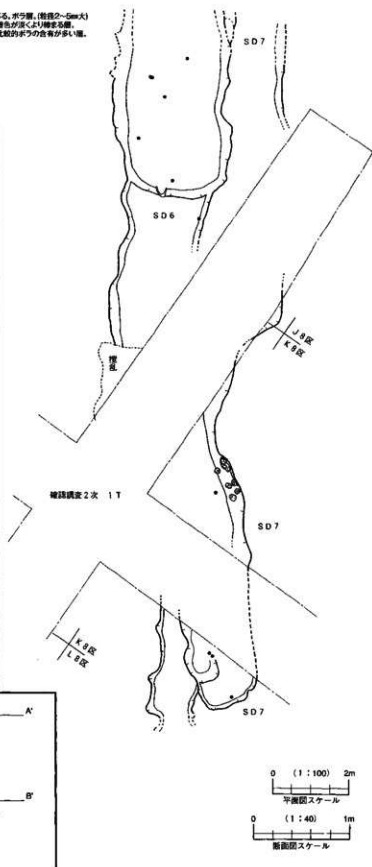 る。ボラ層。(粒径2~5mm大)
色が淡くより締まる層。
比較的ボラの含有が多い層。
SD7
SD6
J8区
K8区
攪乱
確認調査2次 1T
SD7
K8区
L8区
SD7
A'
B'
0 (1:100) 2m
平面図スケール
0 (1:40) 1m
断面図スケール